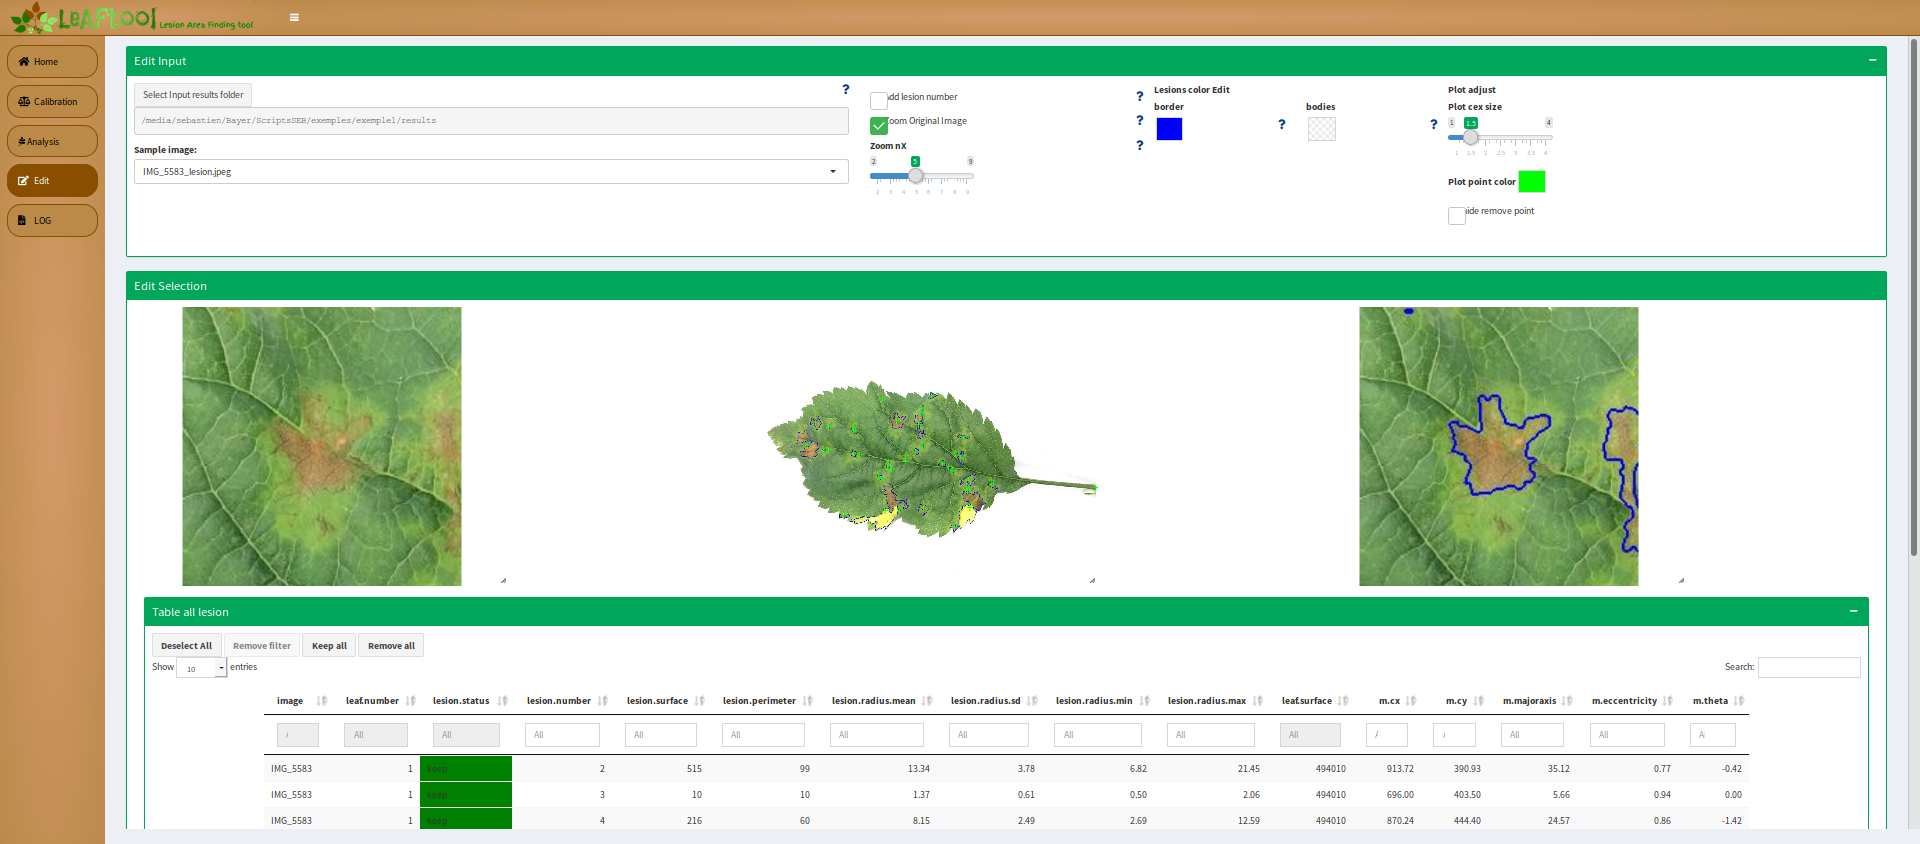 LeAFtool Lesion Area Finding tool
Home
Calibration
Analysis
Edit
LOG
Edit Input
Select Input results folder
?
/media/sebastien/Bayer/ScriptsSEB/exemples/exemple1/results
Sample image:
IMG_5583_lesion.jpeg
dd lesion number
?
oom Original Image
?
Zoom nX
?
2 5 9
2 3 4 5 6 7 8 9
Lesions color Edit
border
?
bodies
?
Plot adjust
Plot cex size
1 1.5 4
1 1.5 2 2.5 3 3.5 4
Plot point color
ide remove point
Edit Selection
Table all lesion
Deselect All Remove filter Keep all Remove all
Show 10 entries
Search:
image leaf.number lesion.status lesion.number lesion.surface lesion.perimeter lesion.radius.mean lesion.radius.sd lesion.radius.min lesion.radius.max leaf.surface m.cx m.cy m.majoraxis m.eccentricity m.theta
All All All All All All All All All All All All
IMG_5583 1 keep 2 515 99 13.34 3.78 6.82 21.45 494010 913.72 390.93 35.12 0.77 -0.42
IMG_5583 1 keep 3 10 10 1.37 0.61 0.50 2.06 494010 696.00 403.50 5.66 0.94 0.00
IMG_5583 1 keep 4 216 60 8.15 2.49 2.69 12.59 494010 870.24 444.40 24.57 0.86 -1.42